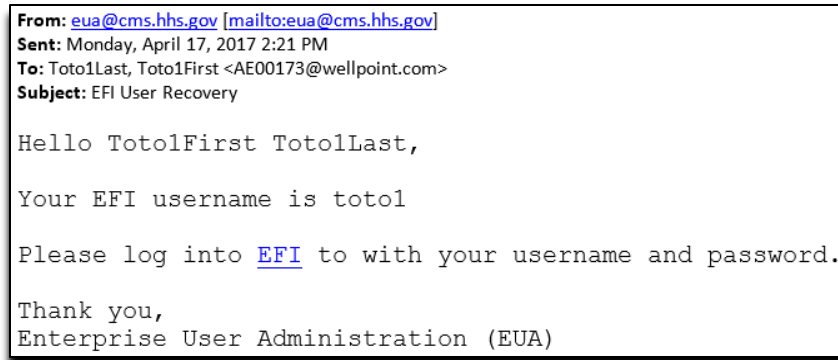 From: eua@cms.hhs.gov [mailto:eua@cms.hhs.gov]
Sent: Monday, April 17, 2017 2:21 PM
To: Toto1Last, Toto1First <AE00173@wellpoint.com>
Subject: EFI User Recovery
Hello Toto1First Toto1Last,
Your EFI username is toto1
Please log into EFI to with your username and password.
Thank you,
Enterprise User Administration (EUA)